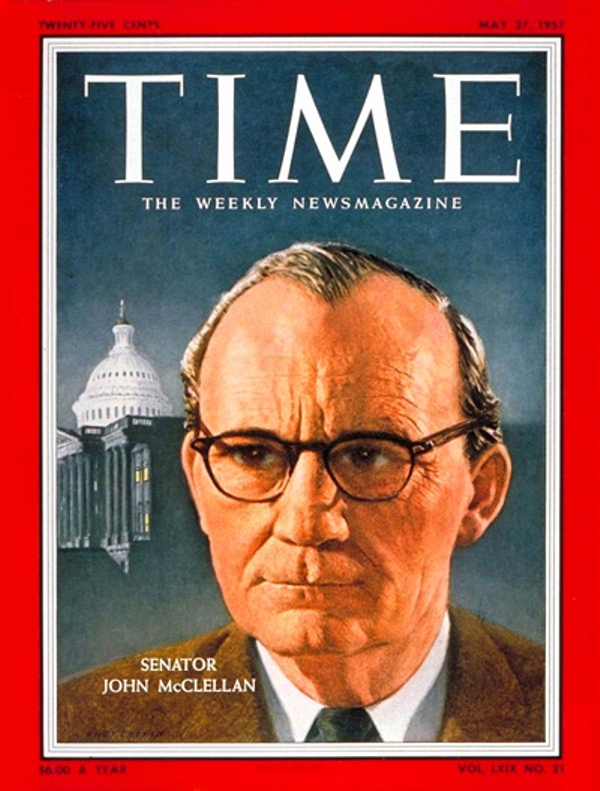 TWENTY-FIVE CENTS MAY 27, 1957
TIME
THE WEEKLY NEWSMAGAZINE
SENATOR
JOHN McCLELLAN
$6.00 A YEAR VOL. LXIX NO. 21